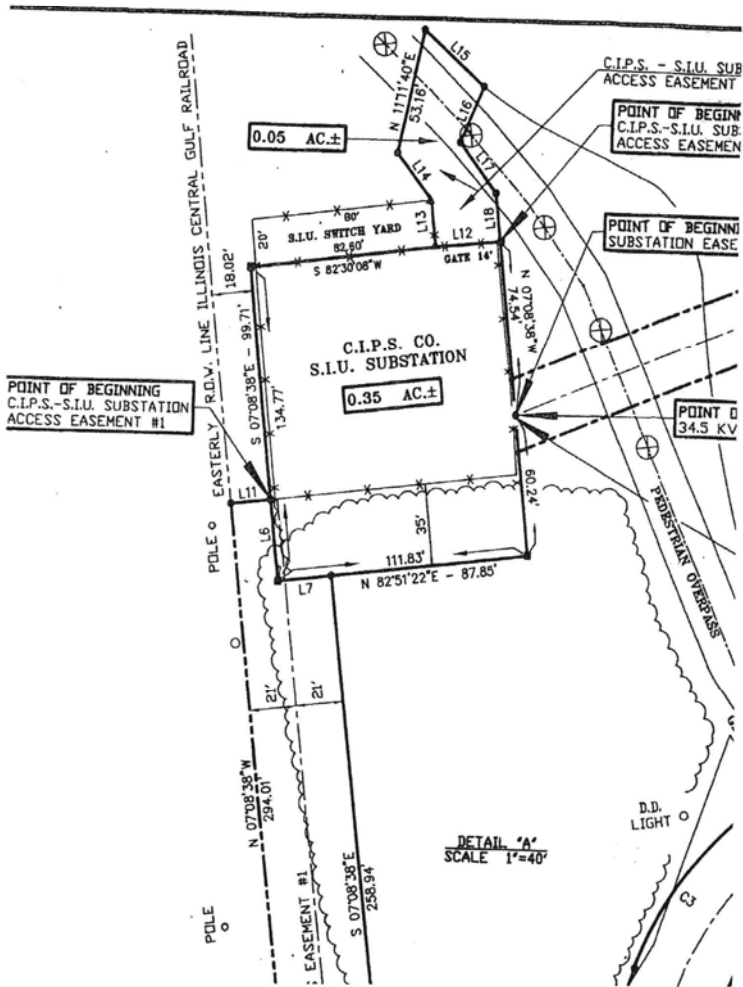 L15
C.I.P.S. - S.I.U. SUB
ACCESS EASEMENT
N 11°11'40"E
53.16'
L16
POINT OF BEGINN
C.I.P.S.-S.I.U. SUB
ACCESS EASEMEN
0.05 AC.±
L17
L14
EASTERLY R.O.W. LINE ILLINOIS CENTRAL GULF RAILROAD
80'
L13
L18
20'
S.I.U. SWITCH YARD
82.60'
L12
POINT OF BEGINNI
SUBSTATION EASE
S 82°30'08"W
GATE 14'
18.02'
N 07°08'38"W
74.54'
C.I.P.S. CO.
S.I.U. SUBSTATION
0.35 AC.±
S 07°08'38"E - 99.71'
134.77'
POINT OF BEGINNING
C.I.P.S.-S.I.U. SUBSTATION
ACCESS EASEMENT #1
POINT O
34.5 KV
L11
60.24'
POLE
L6
35'
PEDESTRIAN OVERPASS
111.83'
N 82°51'22"E - 87.85'
L7
21'
21'
N 07°08'38"W
294.01
D.D.
LIGHT
DETAIL "A"
SCALE 1"=40'
S 07°08'38"E
258.94'
C3
POLE
S EASEMENT #1